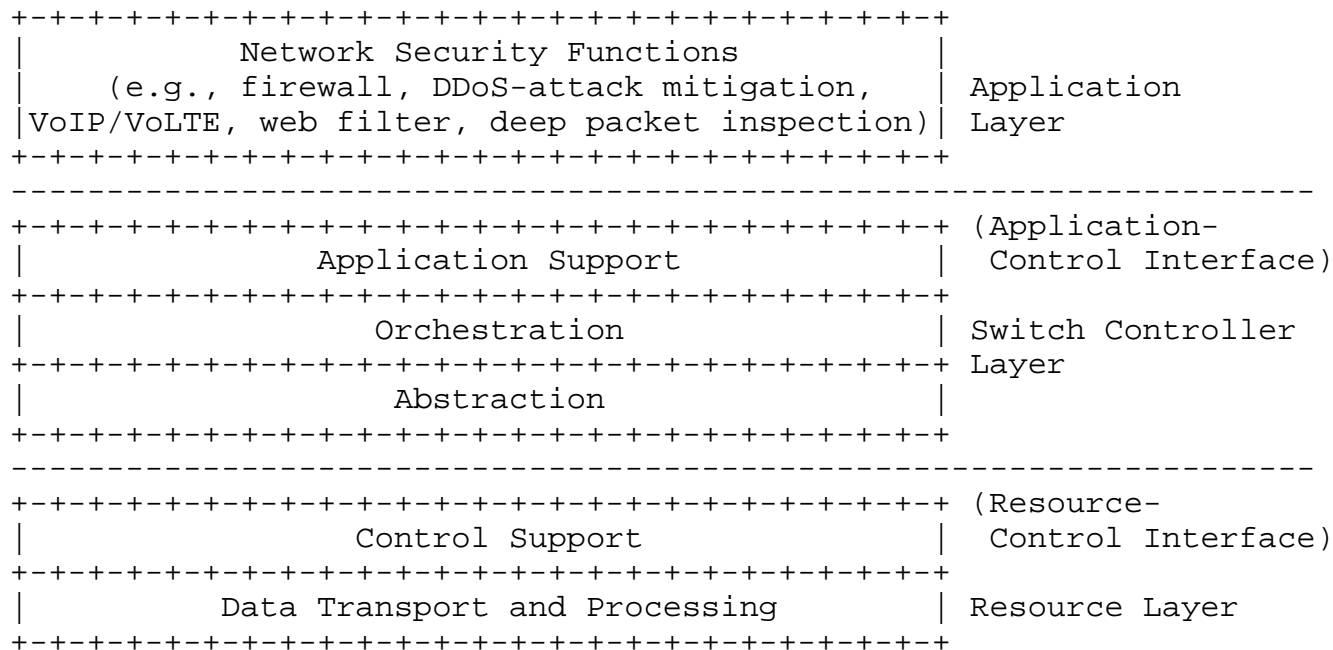 +-+-+-+-+-+-+-+-+-+-+-+-+-+-+-+-+-+-+-+-+-+-+-+-+
|           Network Security Functions          |
|    (e.g., firewall, DDoS-attack mitigation,   | Application
|VoIP/VoLTE, web filter, deep packet inspection)| Layer
+-+-+-+-+-+-+-+-+-+-+-+-+-+-+-+-+-+-+-+-+-+-+-+-+
--------------------------------------------------------------------
+-+-+-+-+-+-+-+-+-+-+-+-+-+-+-+-+-+-+-+-+-+-+-+-+ (Application-
|               Application Support             |  Control Interface)
+-+-+-+-+-+-+-+-+-+-+-+-+-+-+-+-+-+-+-+-+-+-+-+-+
|                  Orchestration                | Switch Controller
+-+-+-+-+-+-+-+-+-+-+-+-+-+-+-+-+-+-+-+-+-+-+-+-+ Layer
|                   Abstraction                 |
+-+-+-+-+-+-+-+-+-+-+-+-+-+-+-+-+-+-+-+-+-+-+-+-+
--------------------------------------------------------------------
+-+-+-+-+-+-+-+-+-+-+-+-+-+-+-+-+-+-+-+-+-+-+-+-+ (Resource-
|                 Control Support               |  Control Interface)
+-+-+-+-+-+-+-+-+-+-+-+-+-+-+-+-+-+-+-+-+-+-+-+-+
|          Data Transport and Processing        | Resource Layer
+-+-+-+-+-+-+-+-+-+-+-+-+-+-+-+-+-+-+-+-+-+-+-+-+